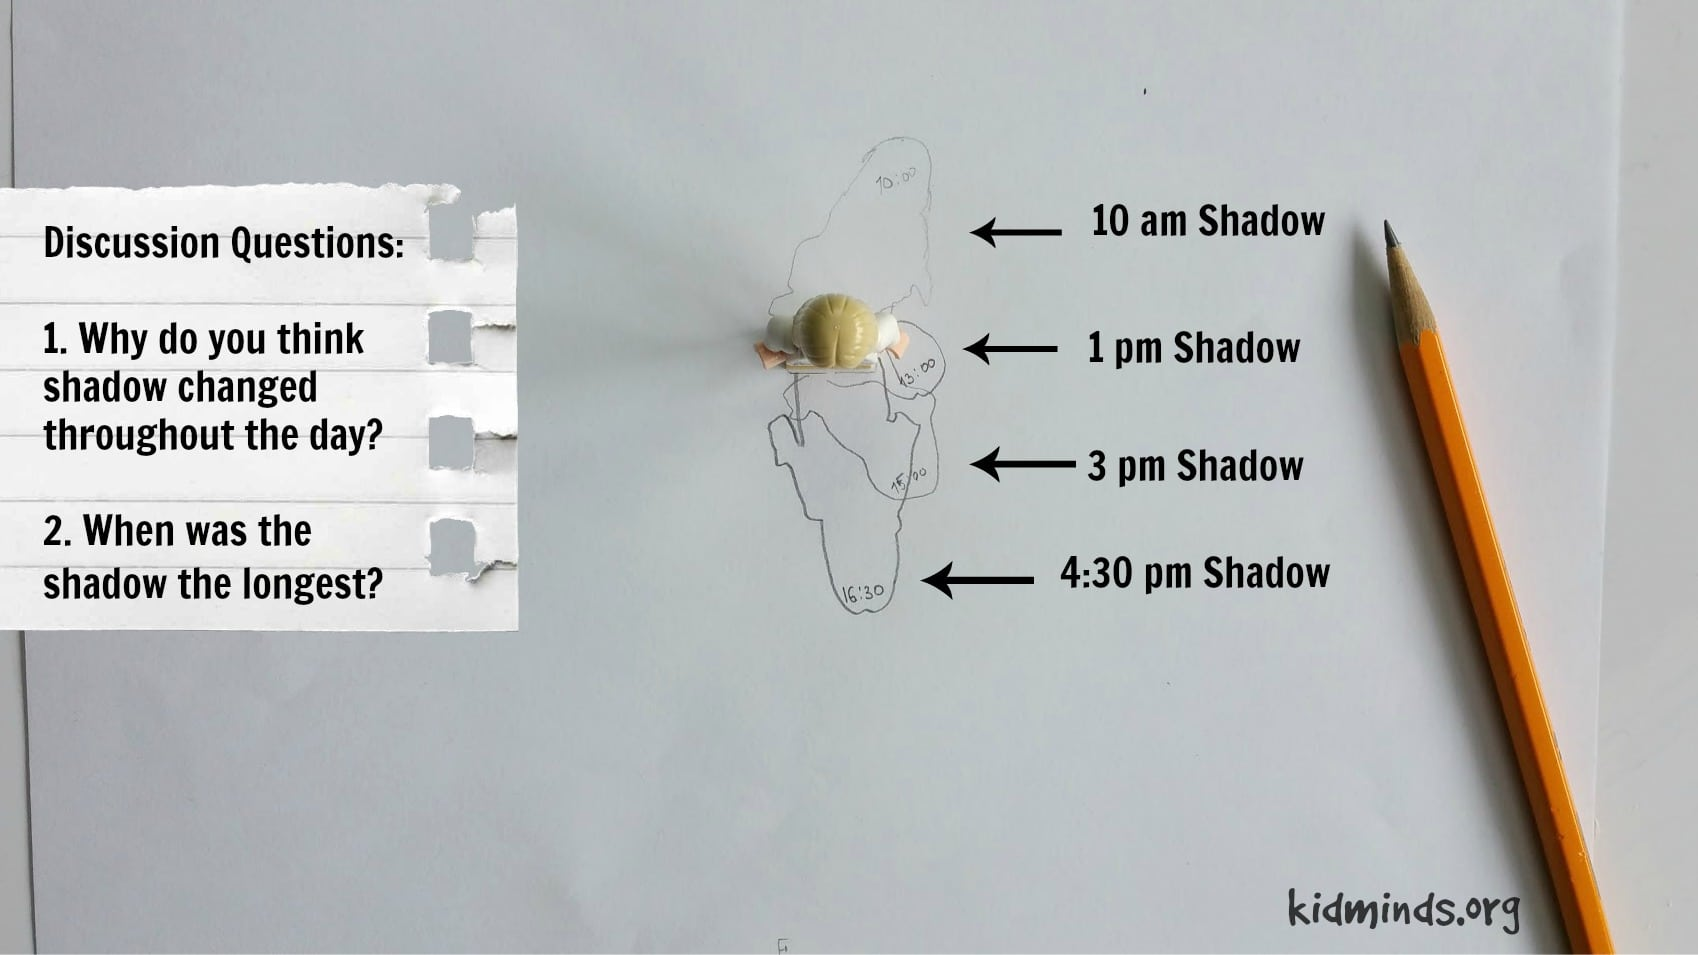 Discussion Questions:
1. Why do you think
shadow changed
throughout the day?
2. When was the
shadow the longest?
10:00
10 am Shadow
1 pm Shadow
13:00
3 pm Shadow
15:00
4:30 pm Shadow
16:30
kidminds.org
E